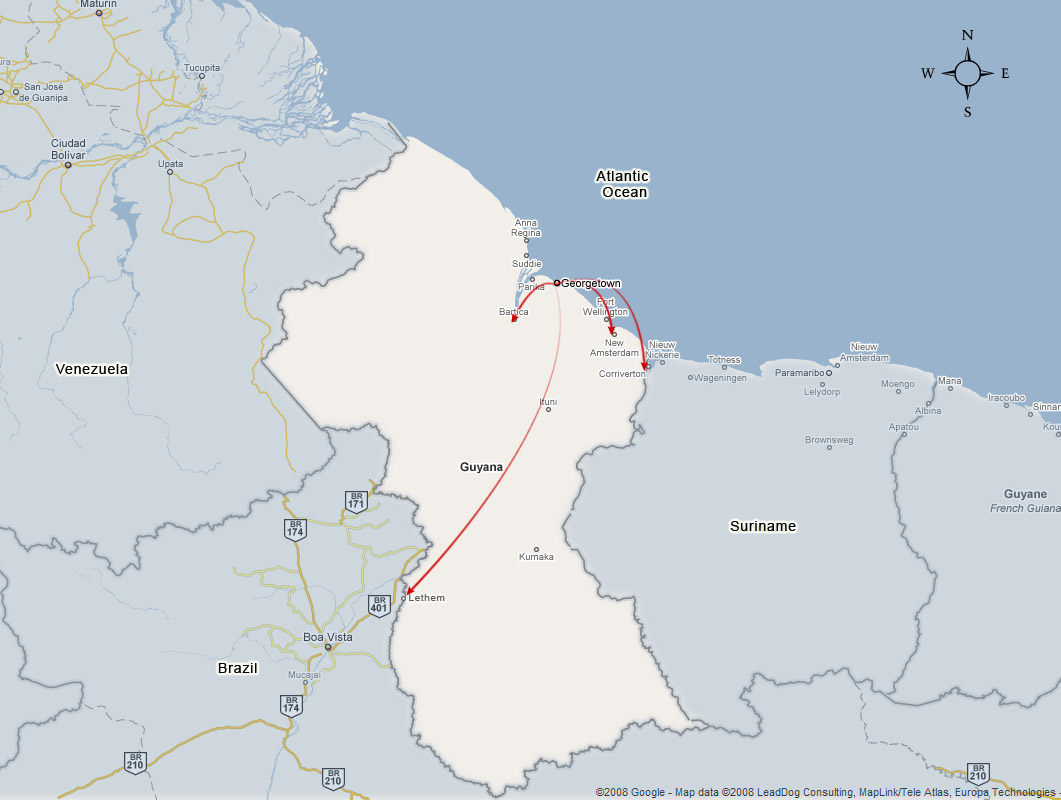 Maturin
N
W E
S
Tucupita
ura
San José
de Guanipa
Ciudad
Bolívar
Upata
Atlantic
Ocean
Anna
Regina
Suddie
Parika
Georgetown
Bartica
Fort
Wellington
New
Amsterdam
Nieuw
Nickerie
Corriverton
Totness
Wageningen
Paramaribo
Nieuw
Amsterdam
Lelydorp
Moengo
Mana
Albina
Iracoubo
Sinnam
Kou
Apatou
Brownsweg
Venezuela
Ituni
Guyana
Guyane
French Guiana
Suriname
BR
171
BR
174
Kumaka
BR
401
Lethem
Boa Vista
Brazil
Mucajaí
BR
174
BR
210
BR
210
BR
210
©2008 Google - Map data ©2008 LeadDog Consulting, MapLink/Tele Atlas, Europa Technologies